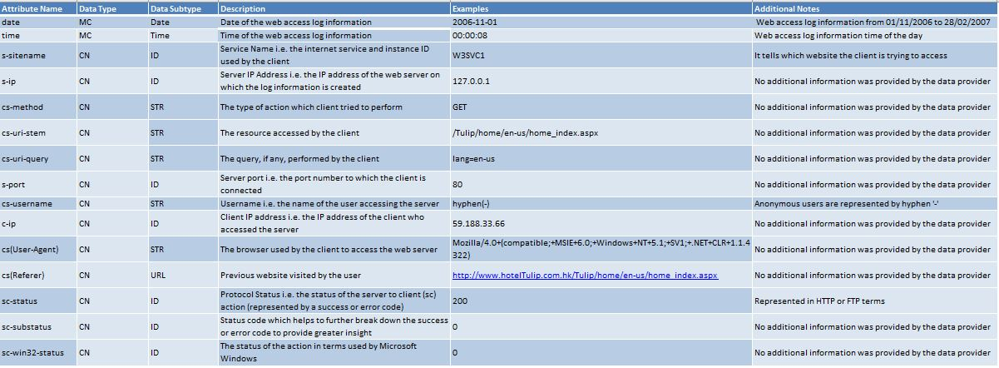 Attribute Name Data Type Data Subtype Description Examples Additional Notes
date MC Date Date of the web access log information 2006-11-01 Web access log information from 01/11/2006 to 28/02/2007
time MC Time Time of the web access log information 00:00:08 Web access log information time of the day
s-sitename CN ID Service Name i.e. the internet service and instance ID
used by the client W3SVC1 It tells which website the client is trying to access
s-ip CN ID Server IP Address i.e. the IP address of the web server on
which the log information is created 127.0.0.1 No additional information was provided by the data provider
cs-method CN STR The type of action which client tried to perform GET No additional information was provided by the data provider
cs-uri-stem CN STR The resource accessed by the client /Tulip/home/en-us/home_index.aspx No additional information was provided by the data provider
cs-uri-query CN STR The query, if any, performed by the client lang=en-us No additional information was provided by the data provider
s-port CN ID Server port i.e. the port number to which the client is
connected 80 No additional information was provided by the data provider
cs-username CN STR Username i.e. the name of the user accessing the server hyphen(-) Anonymous users are represented by hyphen '-'
c-ip CN ID Client IP address i.e. the IP address of the client who
accessed the server 59.188.33.66 No additional information was provided by the data provider
cs(User-Agent) CN STR The browser used by the client to access the web server Mozilla/4.0+(compatible;+MSIE+6.0;+Windows+NT+5.1;+SV1;+.NET+CLR+1.1.4
322) No additional information was provided by the data provider
cs(Referer) CN URL Previous website visited by the user http://www.hotelTulip.com.hk/Tulip/home/en-us/home_index.aspx No additional information was provided by the data provider
sc-status CN ID Protocol Status i.e. the status of the server to client (sc)
action (represented by a success or error code) 200 Represented in HTTP or FTP terms
sc-substatus CN ID Status code which helps to further break down the success
or error code to provide greater insight 0 No additional information was provided by the data provider
sc-win32-status CN ID The status of the action in terms used by Microsoft
Windows 0 No additional information was provided by the data provider